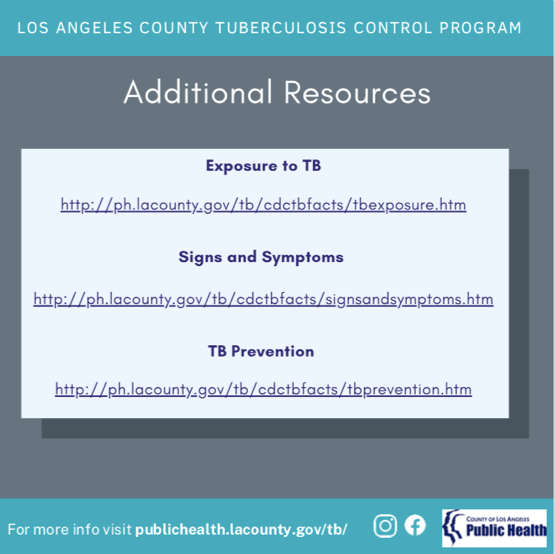 LOS ANGELES COUNTY TUBERCULOSIS CONTROL PROGRAM
Additional Resources
Exposure to TB
http://ph.lacounty.gov/tb/cdctbfacts/tbexposure.htm
Signs and Symptoms
http://ph.lacounty.gov/tb/cdctbfacts/signsandsymptoms.htm
TB Prevention
http://ph.lacounty.gov/tb/cdctbfacts/tbprevention.htm
For more info visit publichealth.lacounty.gov/tb/
COUNTY OF LOS ANGELES
Public Health